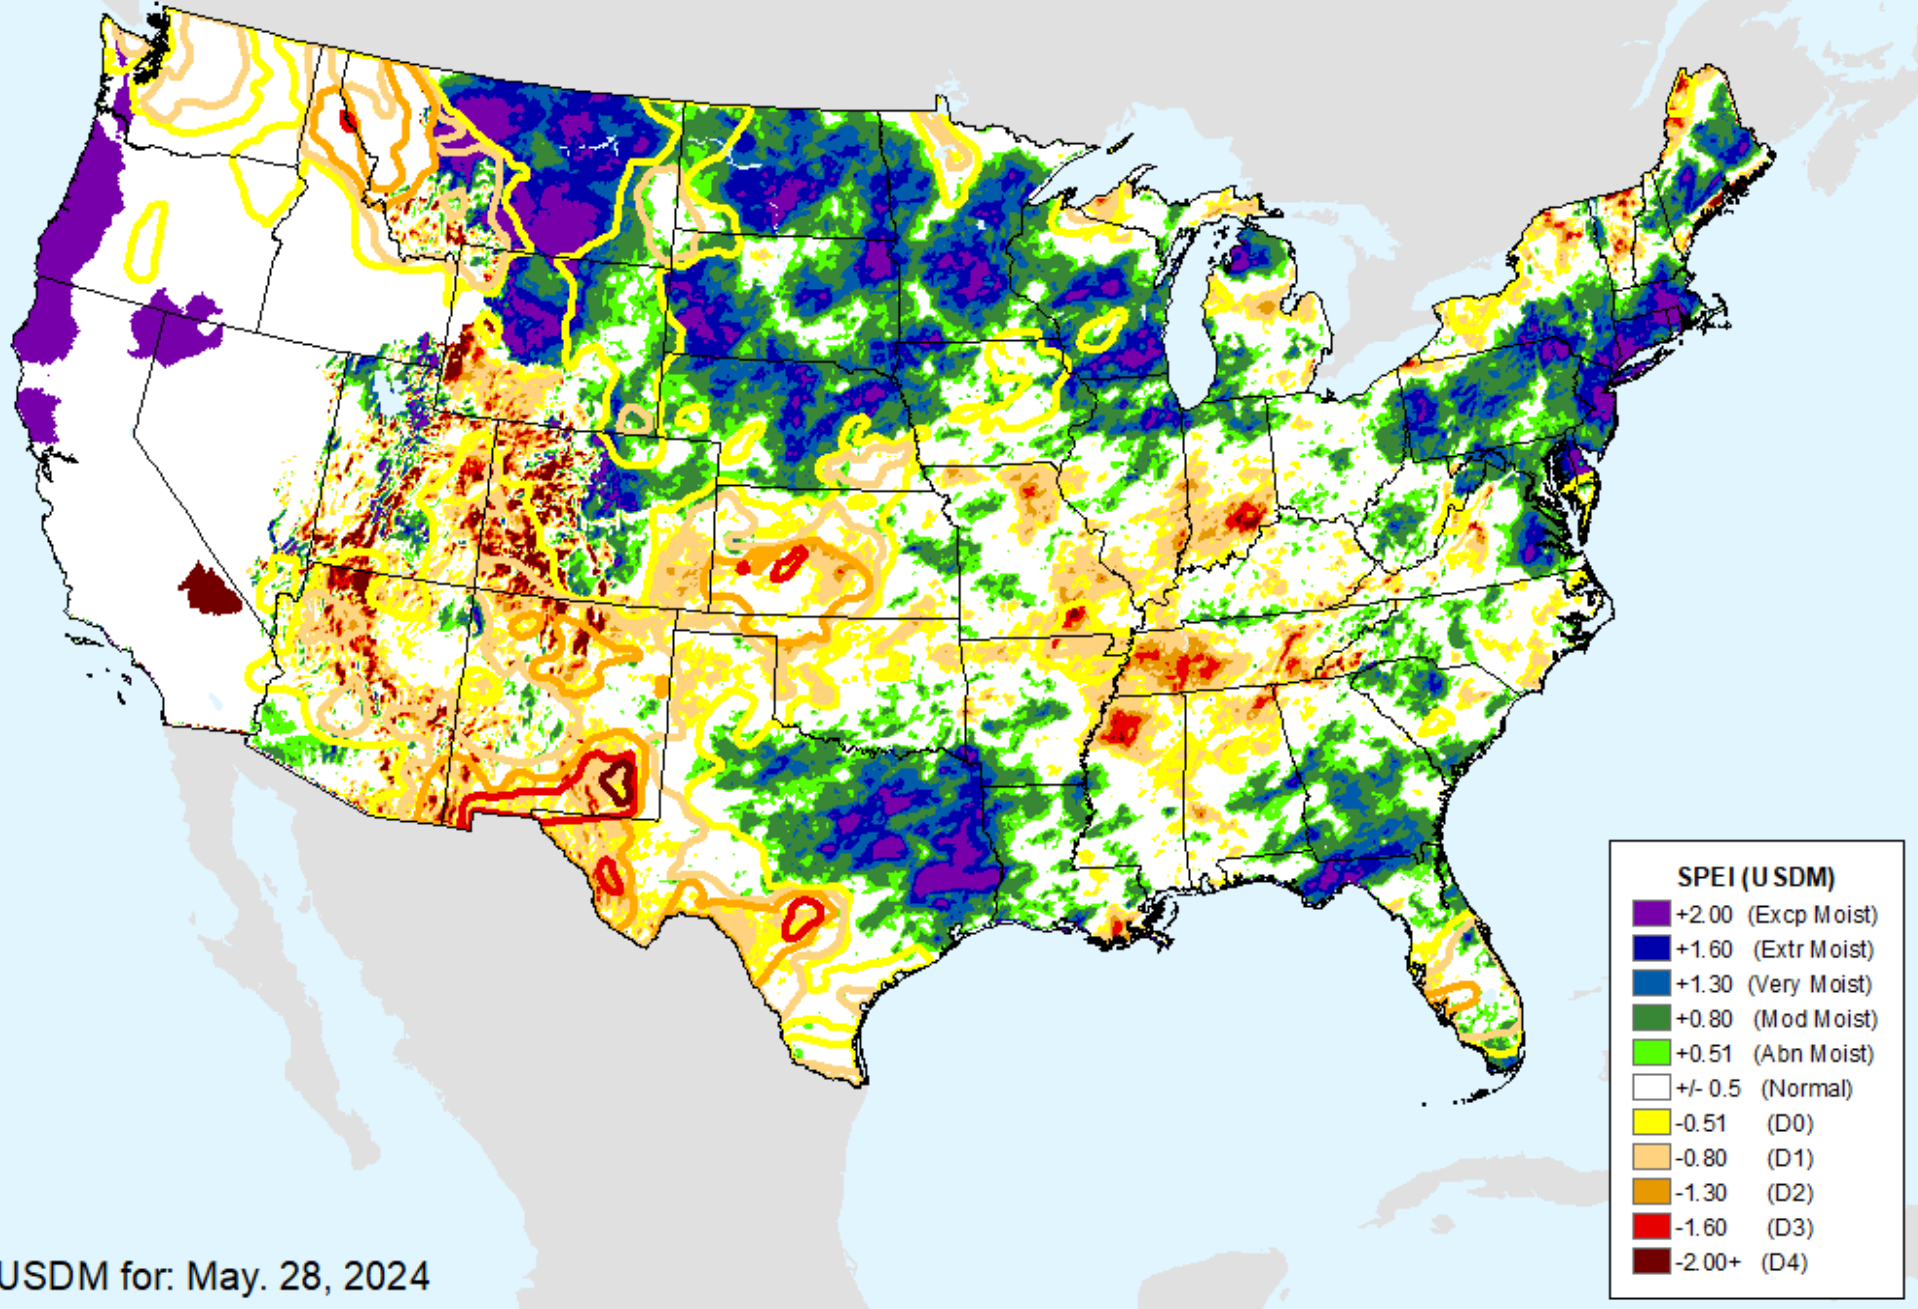 SPEI (USDM)
+2.00 (Excp Moist)
+1.60 (Extr Moist)
+1.30 (Very Moist)
+0.80 (Mod Moist)
+0.51 (Abn Moist)
+/- 0.5 (Normal)
-0.51 (D0)
-0.80 (D1)
-1.30 (D2)
-1.60 (D3)
-2.00+ (D4)
USDM for: May. 28, 2024